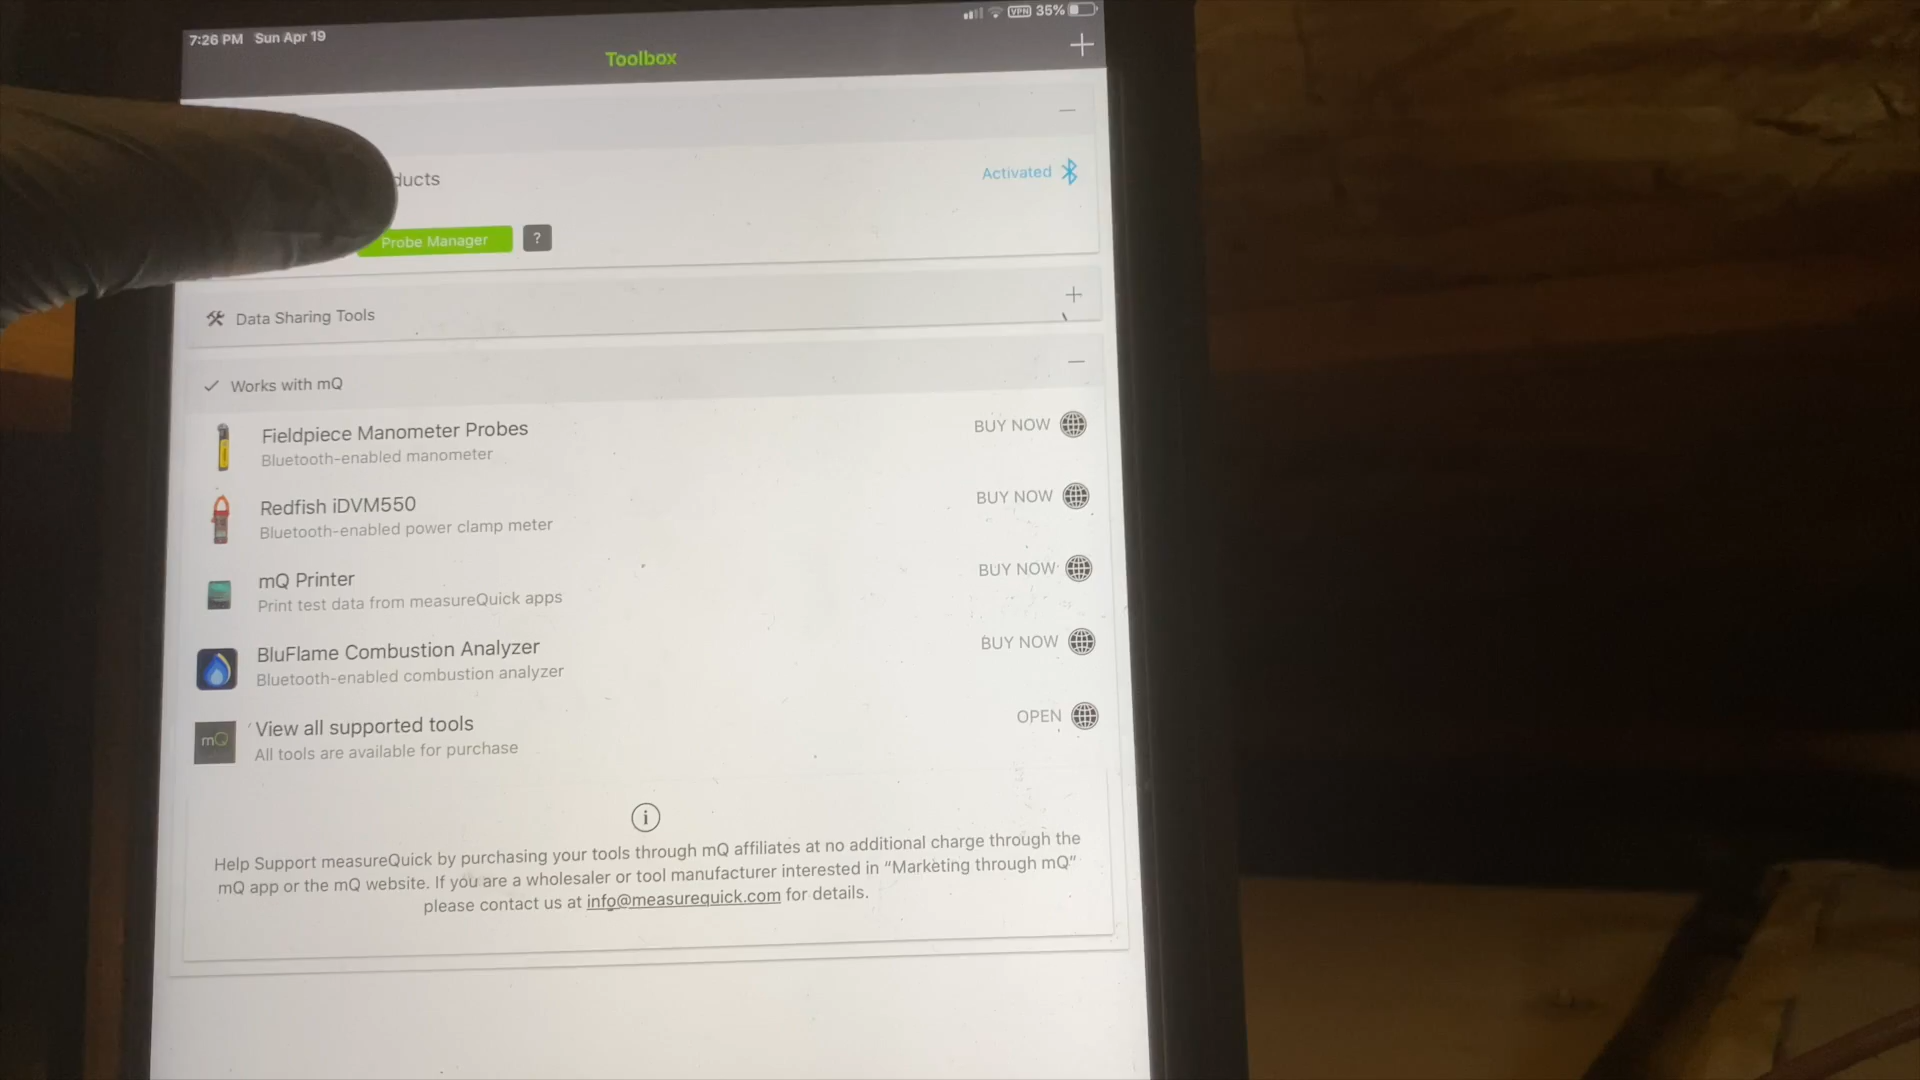 7:26 PM Sun Apr 19
VPN 35%
Toolbox
Activated
Probe Manager ?
Data Sharing Tools
Works with mQ
Fieldpiece Manometer Probes
Bluetooth-enabled manometer
BUY NOW
Redfish iDVM550
Bluetooth-enabled power clamp meter
BUY NOW
mQ Printer
Print test data from measureQuick apps
BUY NOW
BluFlame Combustion Analyzer
Bluetooth-enabled combustion analyzer
BUY NOW
mQ
View all supported tools
All tools are available for purchase
OPEN
Help Support measureQuick by purchasing your tools through mQ affiliates at no additional charge through the
mQ app or the mQ website. If you are a wholesaler or tool manufacturer interested in “Marketing through mQ”
please contact us at info@measurequick.com for details.